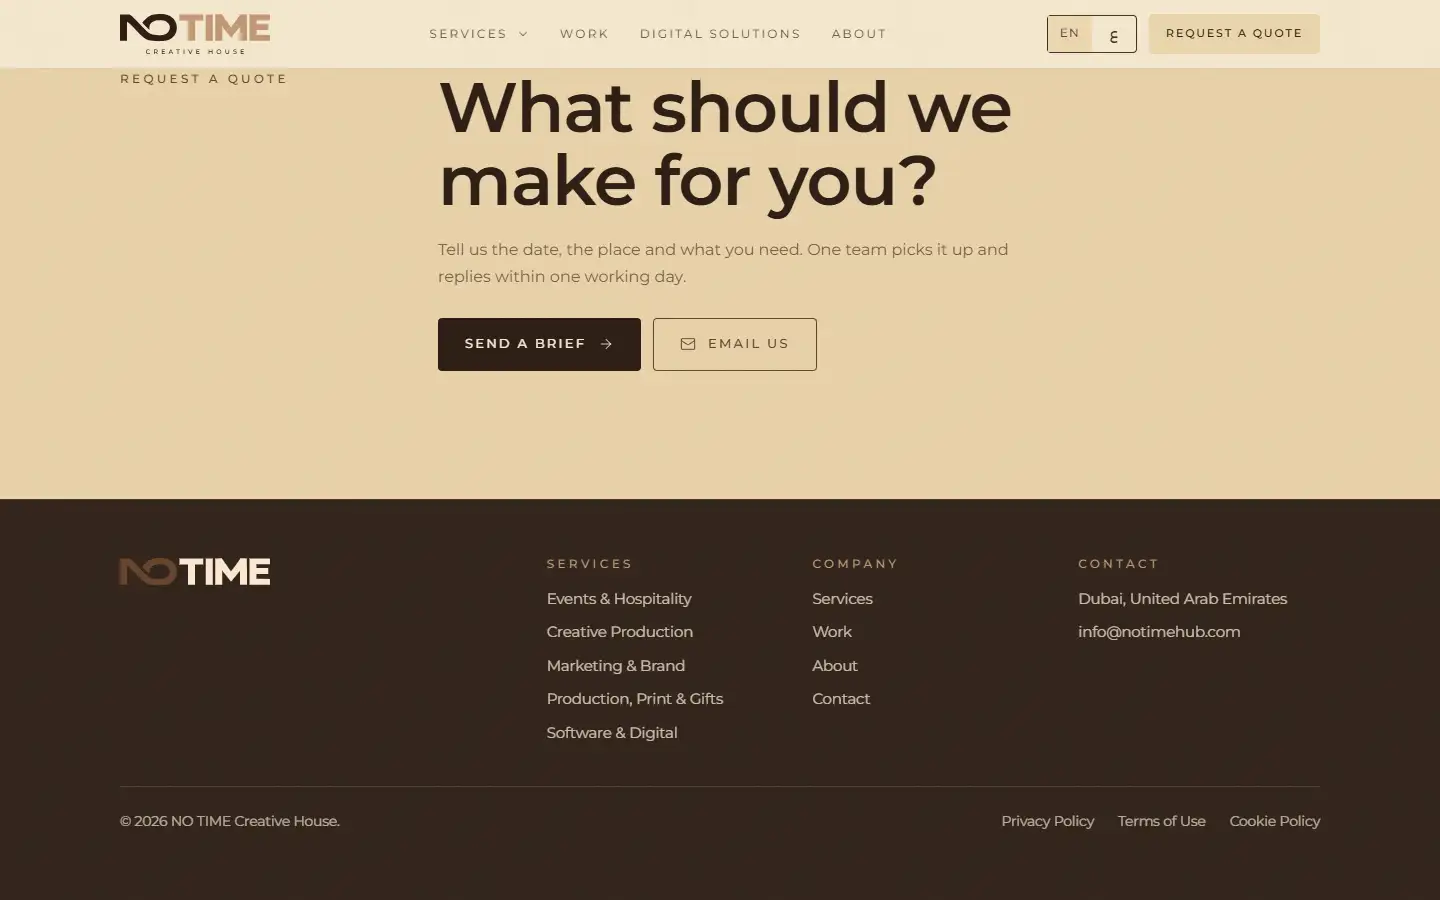 NO TIME
CREATIVE HOUSE
SERVICES
WORK
DIGITAL SOLUTIONS
ABOUT
EN
ع
REQUEST A QUOTE
REQUEST A QUOTE
What should we
make for you?
Tell us the date, the place and what you need. One team picks it up and
replies within one working day.
SEND A BRIEF
EMAIL US
NO TIME
SERVICES
Events & Hospitality
Creative Production
Marketing & Brand
Production, Print & Gifts
Software & Digital
COMPANY
Services
Work
About
Contact
CONTACT
Dubai, United Arab Emirates
info@notimehub.com
© 2026 NO TIME Creative House.
Privacy Policy
Terms of Use
Cookie Policy